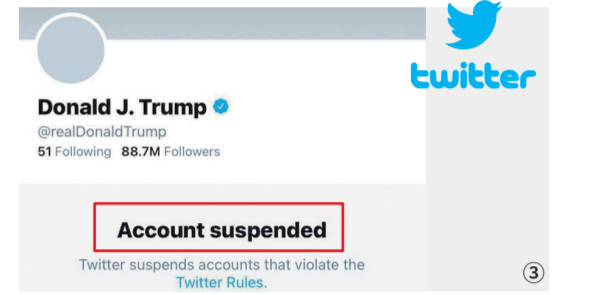 twitter
Donald J. Trump
@realDonaldTrump
51 Following 88.7M Followers
Account suspended
Twitter suspends accounts that violate the
Twitter Rules.
③